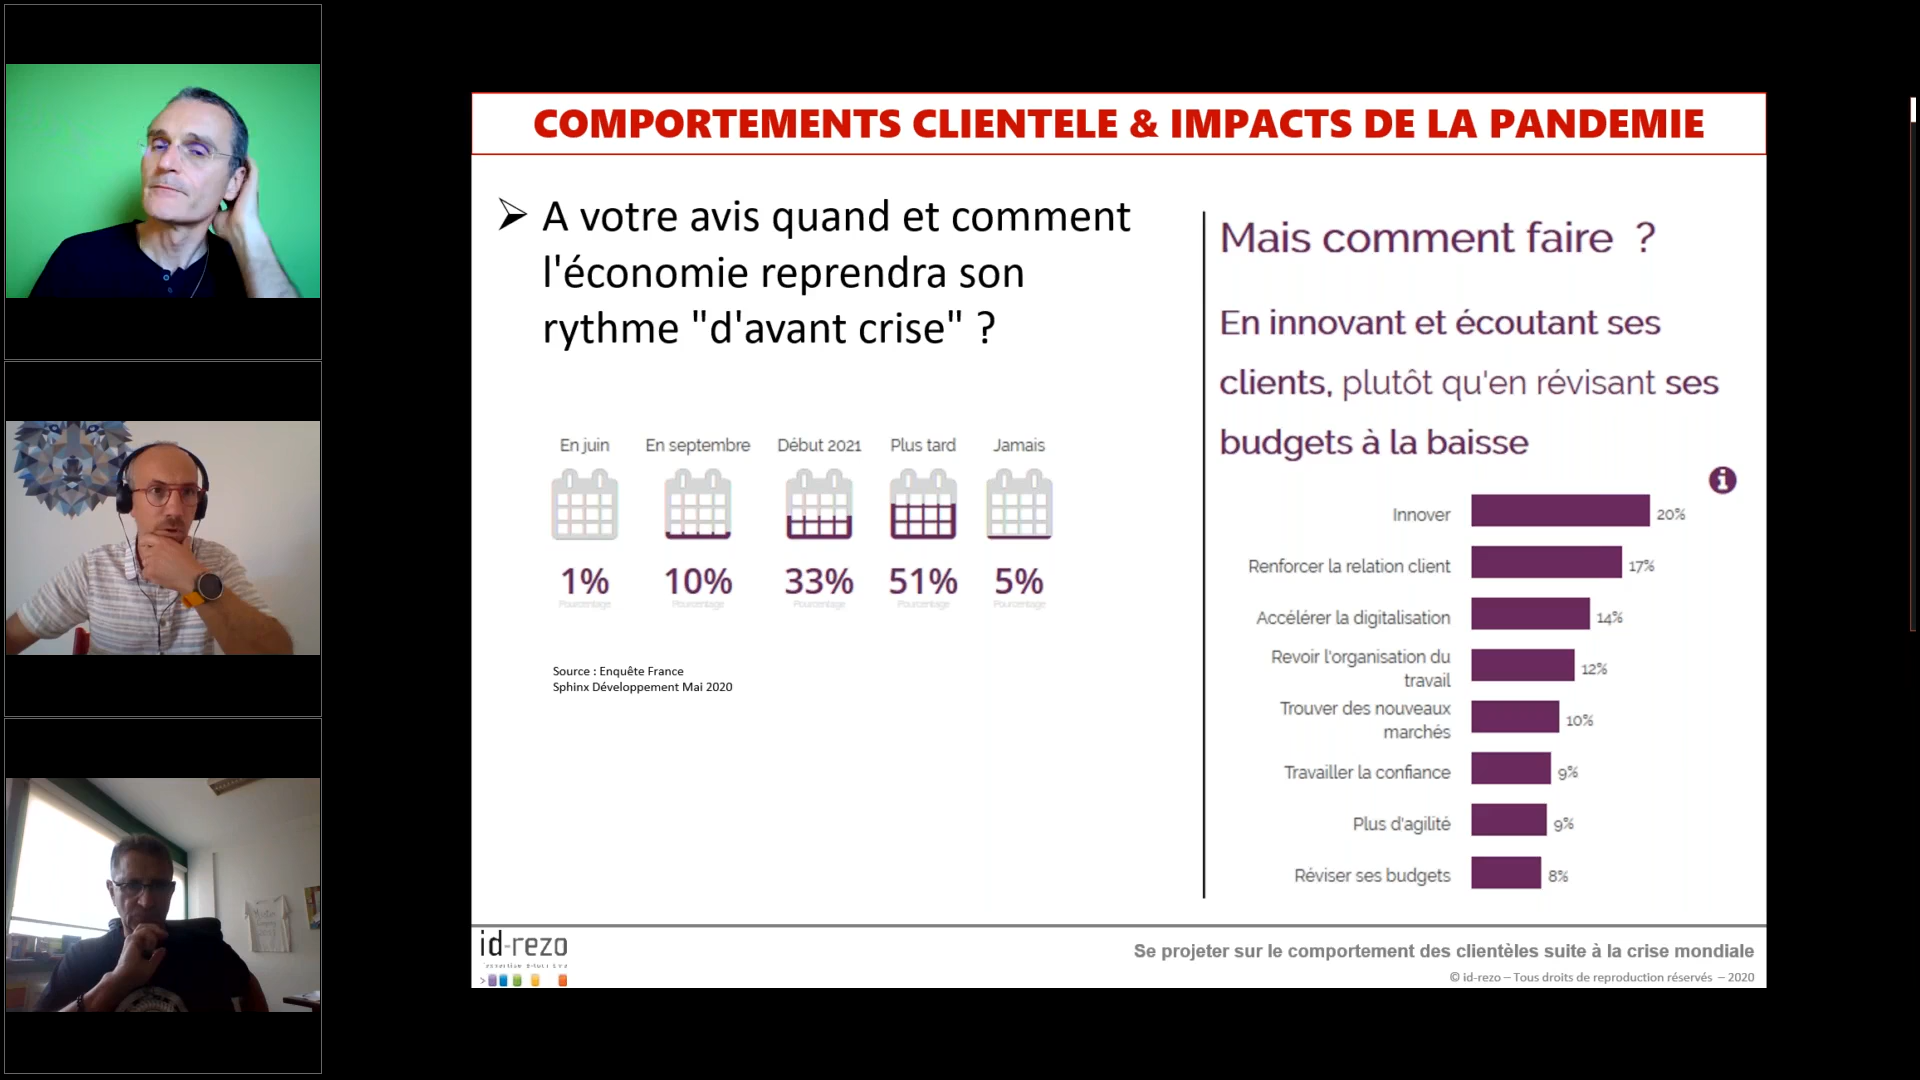 COMPORTEMENTS CLIENTELE & IMPACTS DE LA PANDEMIE
A votre avis quand et comment
l'économie reprendra son
rythme "d'avant crise" ?
En juin
En septembre
Début 2021
Plus tard
Jamais
1%
10%
33%
51%
5%
Pourcentage
Pourcentage
Pourcentage
Pourcentage
Pourcentage
Source : Enquête France
Sphinx Développement Mai 2020
Mais comment faire ?
En innovant et écoutant ses
clients, plutôt qu'en révisant ses
budgets à la baisse
Innover
20%
Renforcer la relation client
17%
Accélérer la digitalisation
14%
Revoir l'organisation du
travail
12%
Trouver des nouveaux
marchés
10%
Travailler la confiance
9%
Plus d'agilité
9%
Réviser ses budgets
8%
id-rezo
Se projeter sur le comportement des clientèles suite à la crise mondiale
© id-rezo – Tous droits de reproduction réservés – 2020